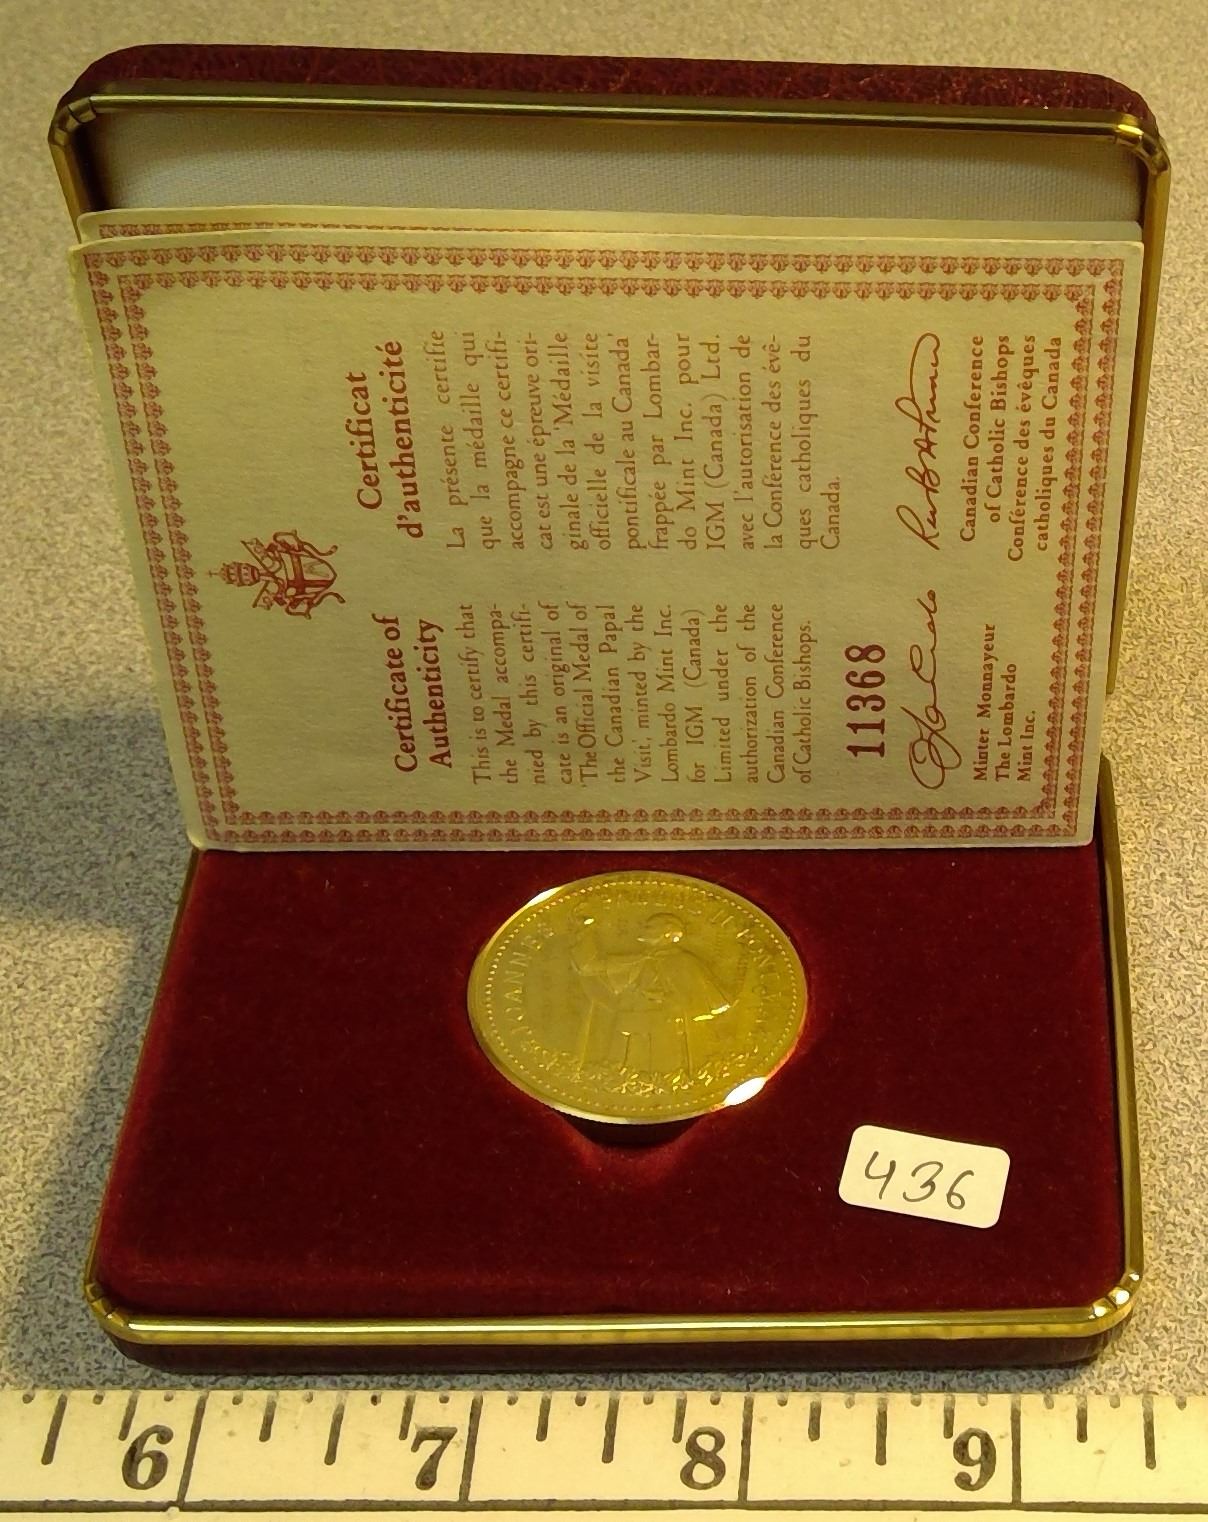 Certificate of
Authenticity
This is to certify that
the Medal accompa-
nied by this certifi-
cate is an original of
'The Official Medal of
the Canadian Papal
Visit', minted by the
Lombardo Mint Inc.
for IGM (Canada)
Limited under the
authorization of the
Canadian Conference
of Catholic Bishops.
Certificat
d'authenticité
La présente certifie
que la médaille qui
accompagne ce certifi-
cat est une épreuve ori-
ginale de la 'Médaille
officielle de la visite
pontificale au Canada'
frappée par Lombar-
do Mint Inc. pour
IGM (Canada) Ltd.
avec l'autorisation de
la Conférence des évê-
ques catholiques du
Canada.
11368
Minter Monnayeur
The Lombardo
Mint Inc.
Canadian Conference
of Catholic Bishops
Conférence des évêques
catholiques du Canada
JOANNES PAULUS II PONT. MAX.
436
6 7 8 9